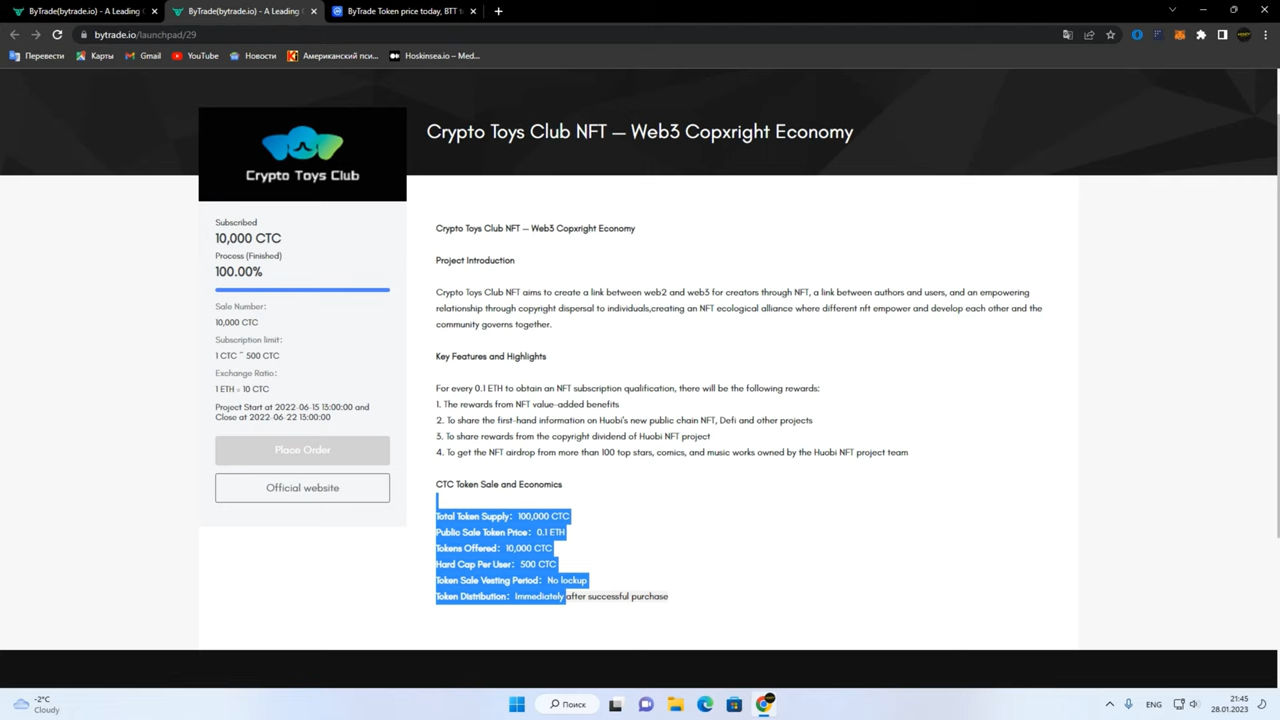 ByTrade(bytrade.io) - A Leading C
ByTrade(bytrade.io) - A Leading C
ByTrade Token price today, BTT t
bytrade.io/launchpad/29
Перевести
Карты
Gmail
YouTube
Новости
Американский пси...
Hoskinsea.io – Med...
Crypto Toys Club NFT — Web3 Copxright Economy
Crypto Toys Club
Subscribed
10,000 CTC
Process (Finished)
100.00%
Sale Number:
10,000 CTC
Subscription limit:
1 CTC ~ 500 CTC
Exchange Ratio:
1 ETH = 10 CTC
Project Start at 2022-06-15 13:00:00 and
Close at 2022-06-22 13:00:00
Place Order
Official website
Crypto Toys Club NFT — Web3 Copxright Economy
Project Introduction
Crypto Toys Club NFT aims to create a link between web2 and web3 for creators through NFT, a link between authors and users, and an empowering
relationship through copyright dispersal to individuals,creating an NFT ecological alliance where different nft empower and develop each other and the
community governs together.
Key Features and Highlights
For every 0.1 ETH to obtain an NFT subscription qualification, there will be the following rewards:
1. The rewards from NFT value-added benefits
2. To share the first-hand information on Huobi's new public chain NFT, Defi and other projects
3. To share rewards from the copyright dividend of Huobi NFT project
4. To get the NFT airdrop from more than 100 top stars, comics, and music works owned by the Huobi NFT project team
CTC Token Sale and Economics
Total Token Supply： 100,000 CTC
Public Sale Token Price： 0.1 ETH
Tokens Offered： 10,000 CTC
Hard Cap Per User： 500 CTC
Token Sale Vesting Period： No lockup
Token Distribution： Immediately after successful purchase
-2°C
Cloudy
Поиск
ENG
21:45
28.01.2023